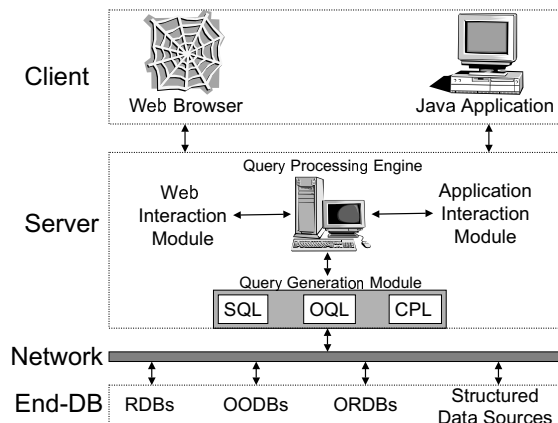 Client
Web Browser
Java Application
Query Processing Engine
Server
Web
Interaction
Module
Application
Interaction
Module
Query Generation Module
SQL
OQL
CPL
Network
End-DB
RDBs
OODBs
ORDBs
Structured
Data Sources